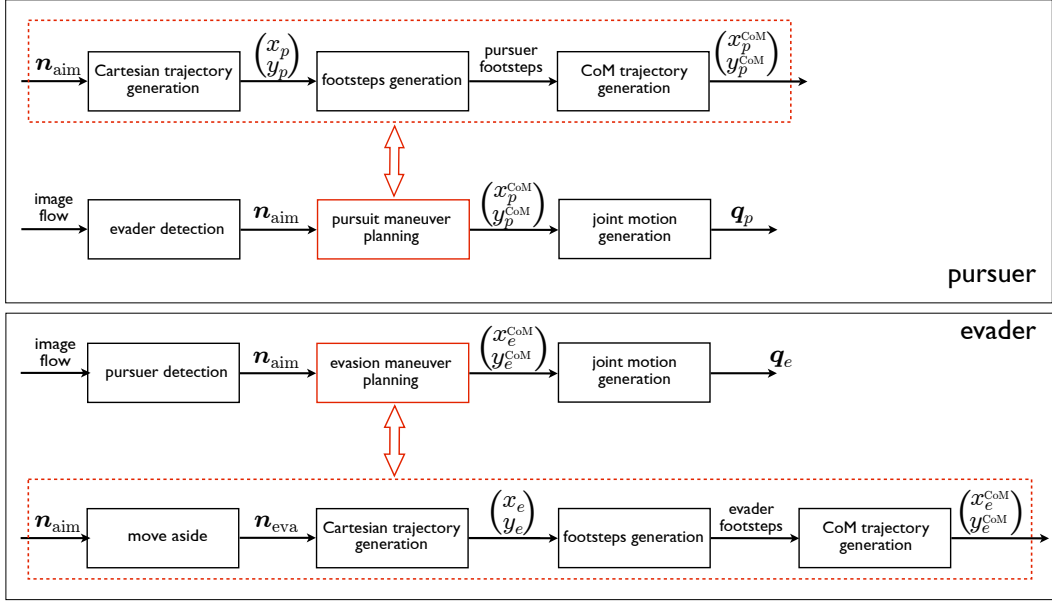 n_aim
Cartesian trajectory
generation
(x_p
y_p)
footsteps generation
pursuer
footsteps
CoM trajectory
generation
(x_p^CoM
y_p^CoM)
image
flow
evader detection
n_aim
pursuit maneuver
planning
(x_p^CoM
y_p^CoM)
joint motion
generation
q_p
pursuer
evader
image
flow
pursuer detection
n_aim
evasion maneuver
planning
(x_e^CoM
y_e^CoM)
joint motion
generation
q_e
n_aim
move aside
n_eva
Cartesian trajectory
generation
(x_e
y_e)
footsteps generation
evader
footsteps
CoM trajectory
generation
(x_e^CoM
y_e^CoM)